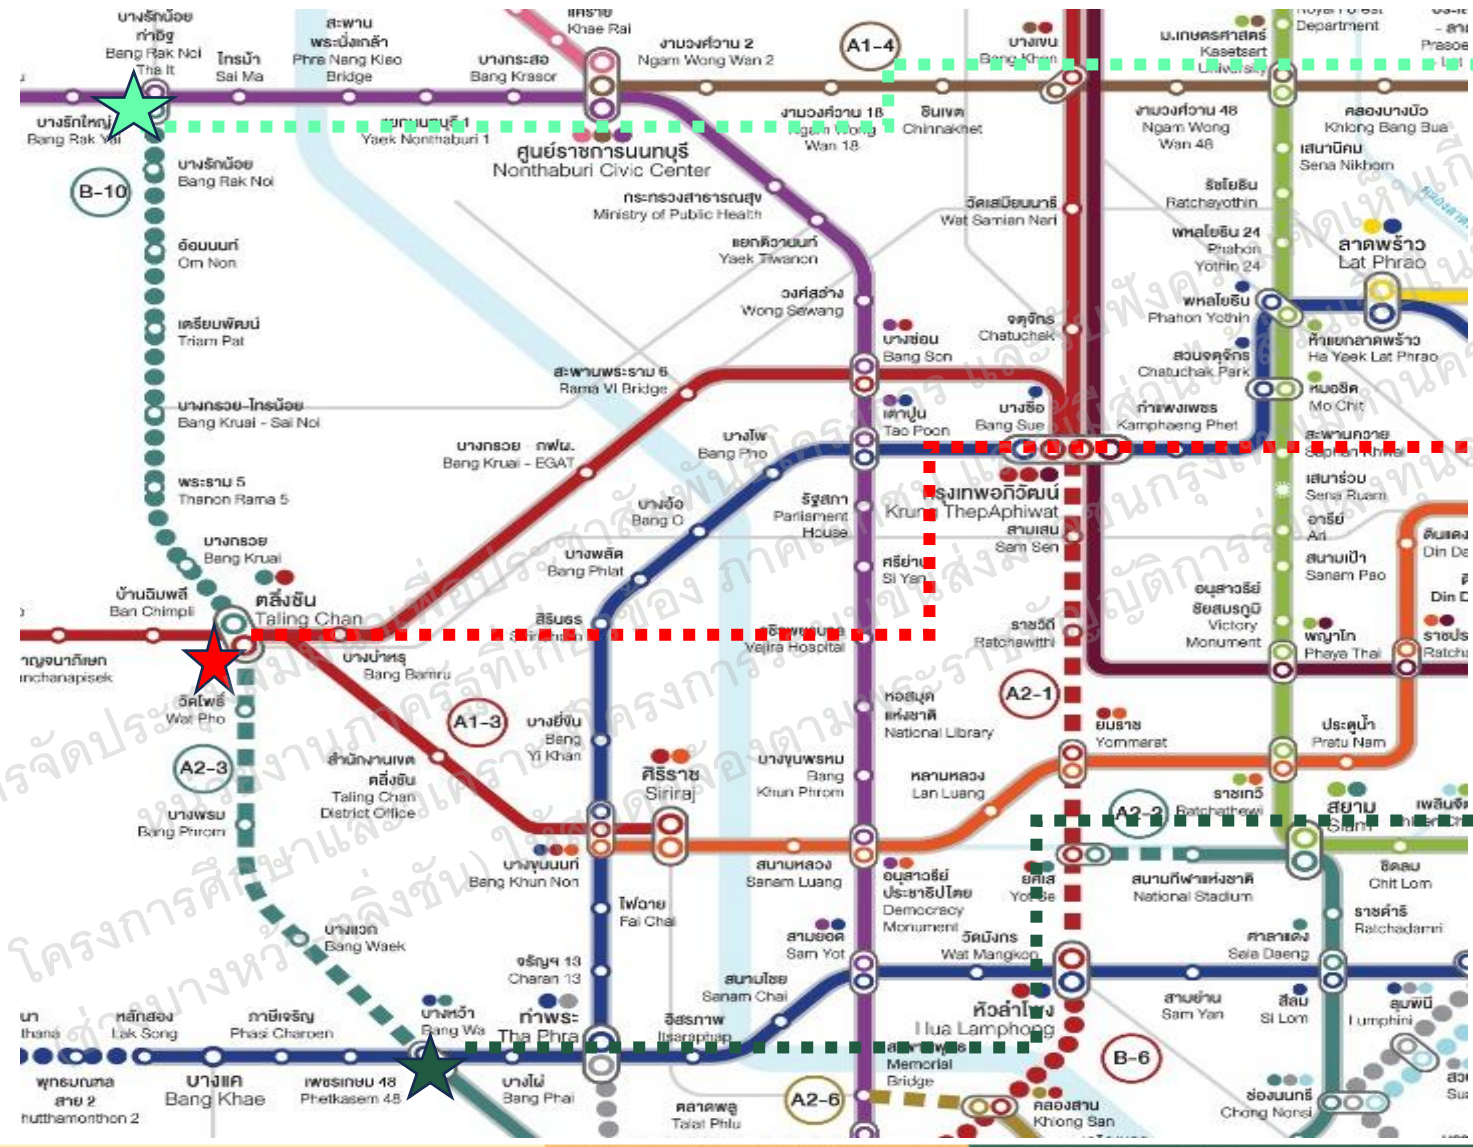 บางรักน้อย
ท่าอิฐ
Bang Rak Noi
Tha It
ไทรม้า
Sai Ma
สะพาน
พระนั่งเกล้า
Phra Nang Klao
Bridge
บางกระสอ
Bang Krasor
แคราย
Khae Rai
งามวงศ์วาน 2
Ngam Wong Wan 2
A1-4
บางเขน
Bang Khen
ม.เกษตรศาสตร์
Kasetsart
University
Royal Forest
Department
บางรักใหญ่
Bang Rak Yai
แยกนนทบุรี 1
Yaek Nonthaburi 1
ศูนย์ราชการนนทบุรี
Nonthaburi Civic Center
งามวงศ์วาน 18
Ngam Wong
Wan 18
ชินเขต
Chinnakhet
งามวงศ์วาน 48
Ngam Wong
Wan 48
คลองบางบัว
Khlong Bang Bua
เสนานิคม
Sena Nikhom
B-10
บางรักน้อย
Bang Rak Noi
กระทรวงสาธารณสุข
Ministry of Public Health
วัดเสมียนนารี
Wat Samian Nari
รัชโยธิน
Ratchayothin
อ้อมนนท์
Om Non
แยกติวานนท์
Yaek Tiwanon
พหลโยธิน 24
Phahon
Yothin 24
ลาดพร้าว
Lat Phrao
วงศ์สว่าง
Wong Sawang
พหลโยธิน
Phahon Yothin
เตรียมพัฒน์
Triam Pat
บางซ่อน
Bang Son
จตุจักร
Chatuchak
สวนจตุจักร
Chatuchak Park
ห้าแยกลาดพร้าว
Ha Yaek Lat Phrao
สะพานพระราม 6
Rama VI Bridge
หมอชิต
Mo Chit
บางกรวย-ไทรน้อย
Bang Kruai - Sai Noi
เตาปูน
Tao Poon
บางซื่อ
Bang Sue
กำแพงเพชร
Kamphaeng Phet
บางกรวย - กฟผ.
Bang Kruai - EGAT
บางโพ
Bang Pho
สะพานควาย
Saphan Khwai
พระราม 5
Thanon Rama 5
บางอ้อ
Bang O
รัฐสภา
Parliament
House
กรุงเทพอภิวัฒน์
Krung ThepAphiwat
เสนาร่วม
Sena Ruam
สามเสน
Sam Sen
อารีย์
Ari
ดินแดง
บางกรวย
Bang Kruai
บางพลัด
Bang Phlat
ศรีย่าน
Si Yan
สนามเป้า
Sanam Pao
บ้านฉิมพลี
Ban Chimpli
ตลิ่งชัน
Taling Chan
สิรินธร
Sirindhorn
วชิรพยาบาล
Vajira Hospital
ราชวิถี
Ratchawithi
อนุสาวรีย์
ชัยสมรภูมิ
Victory
Monument
พญาไท
Phaya Thai
บางบำหรุ
Bang Bamru
วัดโพธิ์
Wat Pho
A1-3
บางยี่ขัน
Bang
Yi Khan
หอสมุด
แห่งชาติ
National Library
A2-1
ยมราช
Yommarat
ประตูน้ำ
Pratu Nam
A2-3
สำนักงานเขต
ตลิ่งชัน
Taling Chan
District Office
ศิริราช
Siriraj
บางขุนพรหม
Bang
Khun Phrom
หลานหลวง
Lan Luang
A2-2
ราชเทวี
Ratchathewi
สยาม
Siam
บางพรม
Bang Phrom
บางขุนนนท์
Bang Khun Non
สนามหลวง
Sanam Luang
อนุสาวรีย์
ประชาธิปไตย
Democracy
Monument
ยศเส
Yot Se
สนามกีฬาแห่งชาติ
National Stadium
ชิดลม
Chit Lom
ไฟฉาย
Fai Chai
ราชดำริ
Ratchadamri
บางแวก
Bang Waek
สามยอด
Sam Yot
วัดมังกร
Wat Mangkon
ศาลาแดง
Sala Daeng
จรัญฯ 13
Charan 13
สนามไชย
Sanam Chai
สามย่าน
Sam Yan
สีลม
Si Lom
ลุมพินี
Lumphini
หลักสอง
Lak Song
ภาษีเจริญ
Phasi Charoen
บางหว้า
Bang Wa
ท่าพระ
Tha Phra
อิสรภาพ
Itsaraphap
หัวลำโพง
Hua Lamphong
สะพานพุทธ
Memorial
Bridge
B-6
พุทธมณฑล
สาย 2
บางแค
Bang Khae
เพชรเกษม 48
Phetkasem 48
บางไผ่
Bang Phai
ตลาดพลู
Talat Phlu
A2-6
คลองสาน
Khlong San
ช่องนนทรี
Chong Nonsi